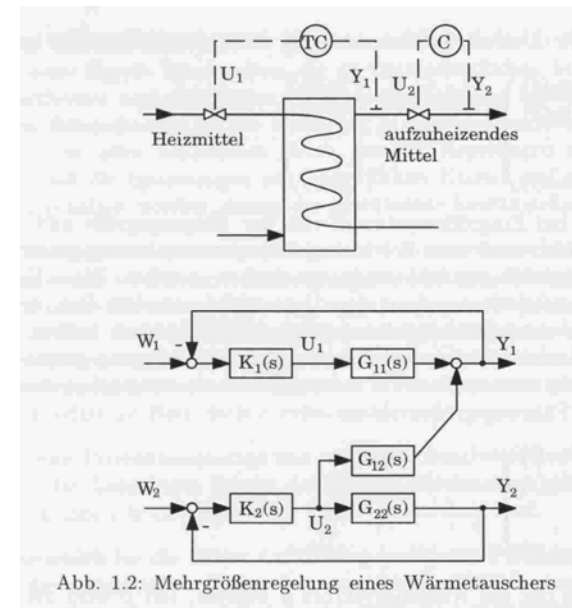 TC
C
U₁
Y₁
U₂
Y₂
Heizmittel
aufzuheizendes
Mittel
W₁
-
K₁(s)
U₁
G₁₁(s)
Y₁
G₁₂(s)
W₂
-
K₂(s)
U₂
G₂₂(s)
Y₂
Abb. 1.2: Mehrgrößenregelung eines Wärmetauschers